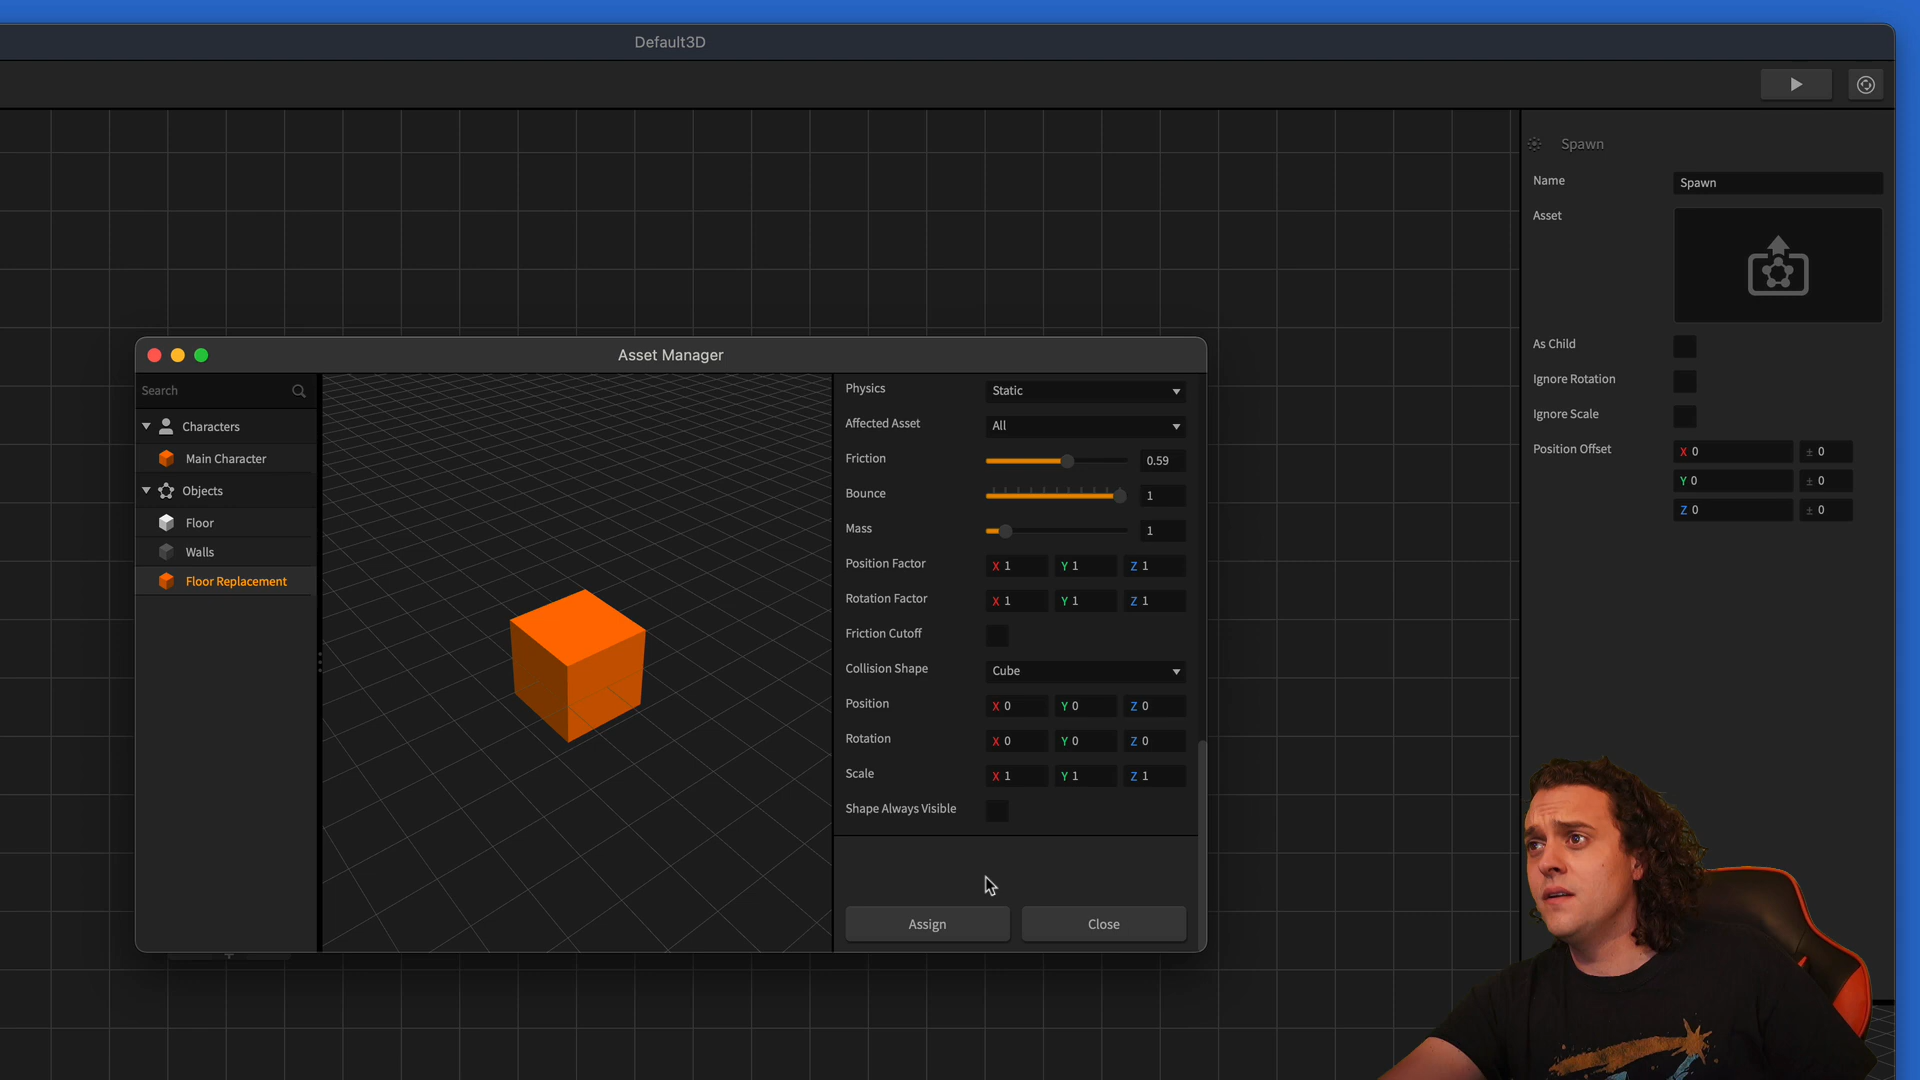 Default3D
Spawn
Name
Spawn
Asset
As Child
Ignore Rotation
Ignore Scale
Position Offset
X 0 ± 0
Y 0 ± 0
Z 0 ± 0
Asset Manager
Search
Characters
Main Character
Objects
Floor
Walls
Floor Replacement
Physics
Static
Affected Asset
All
Friction
0.59
Bounce
1
Mass
1
Position Factor
X 1 Y 1 Z 1
Rotation Factor
X 1 Y 1 Z 1
Friction Cutoff
Collision Shape
Cube
Position
X 0 Y 0 Z 0
Rotation
X 0 Y 0 Z 0
Scale
X 1 Y 1 Z 1
Shape Always Visible
Assign
Close